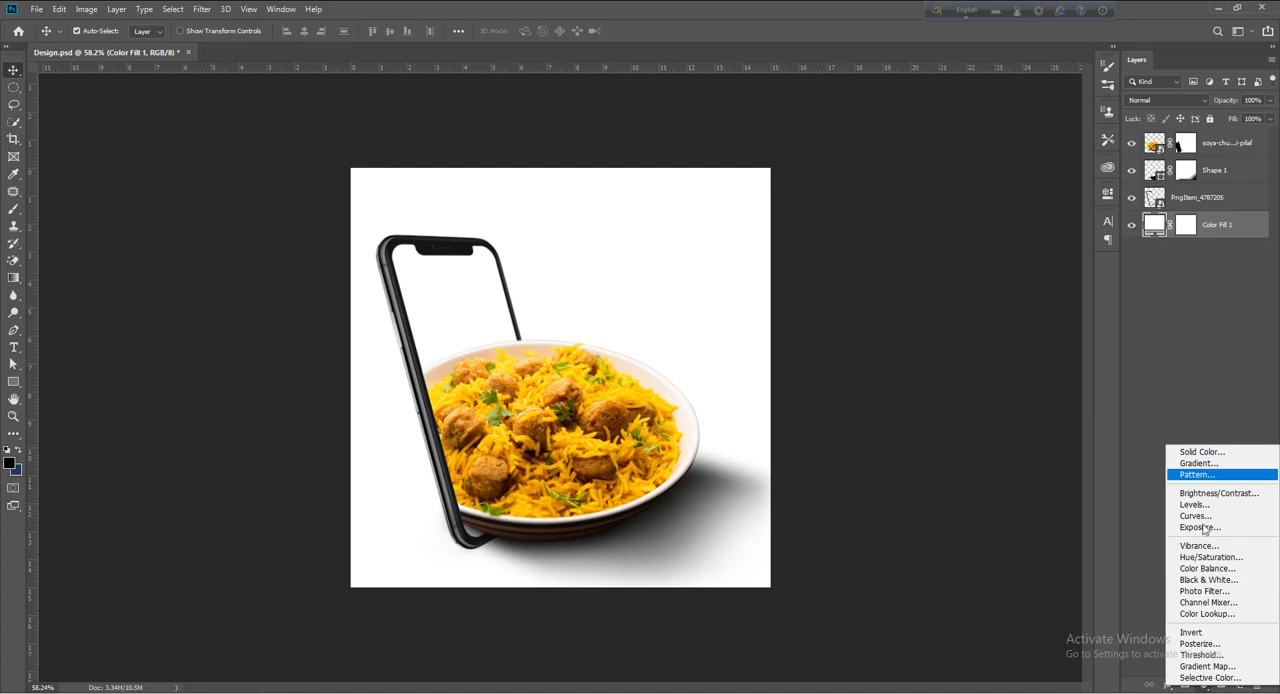 Ps File Edit Image Layer Type Select Filter 3D View Window Help
English
Auto-Select: Layer Show Transform Controls 3D Mode:
Design.psd @ 58.2% (Color Fill 1, RGB/8) *
Layers
Kind
Normal Opacity: 100%
Lock: Fill: 100%
soya-chu...i-pilaf
Shape 1
PngItem_4787205
Color Fill 1
Solid Color...
Gradient...
Pattern...
Brightness/Contrast...
Levels...
Curves...
Exposure...
Vibrance...
Hue/Saturation...
Color Balance...
Black & White...
Photo Filter...
Channel Mixer...
Color Lookup...
Invert
Posterize...
Threshold...
Gradient Map...
Selective Color...
Activate Windows
Go to Settings to activate
58.24% Doc: 3.34M/10.5M